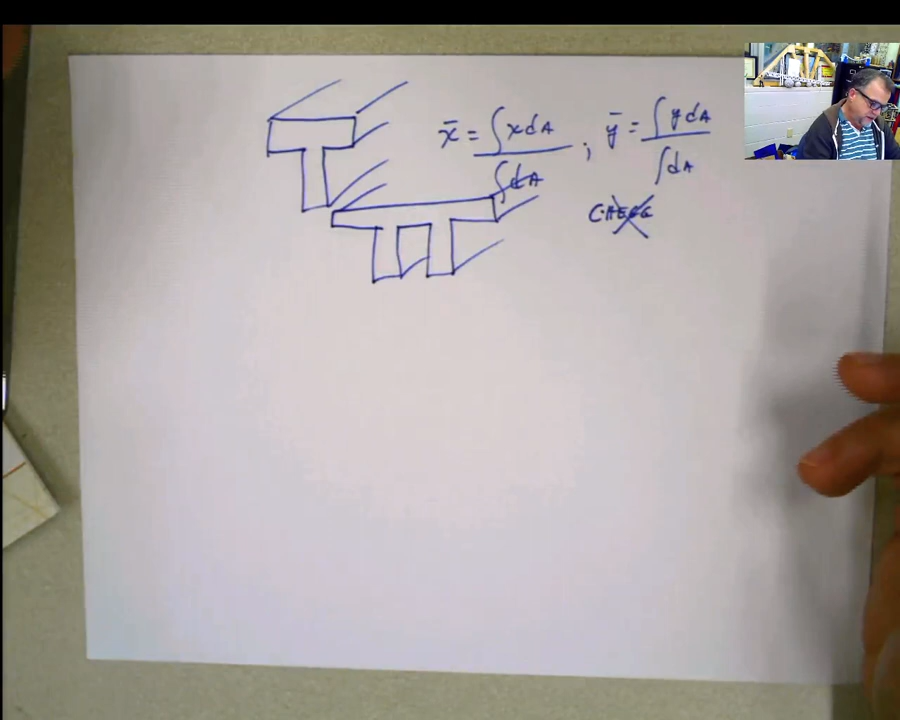 x̄ = ∫x dA / ∫dA ; ȳ = ∫y dA / ∫dA